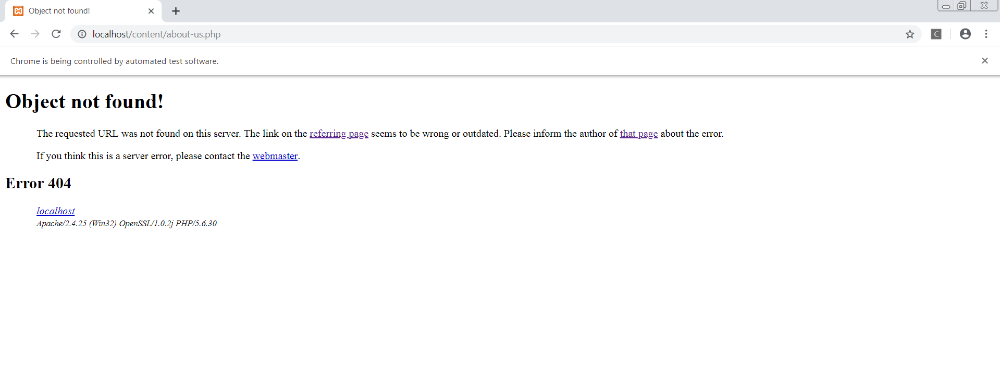 Object not found!
localhost/content/about-us.php
C
Chrome is being controlled by automated test software.
Object not found!
The requested URL was not found on this server. The link on the referring page seems to be wrong or outdated. Please inform the author of that page about the error.
If you think this is a server error, please contact the webmaster.
Error 404
localhost
Apache/2.4.25 (Win32) OpenSSL/1.0.2j PHP/5.6.30